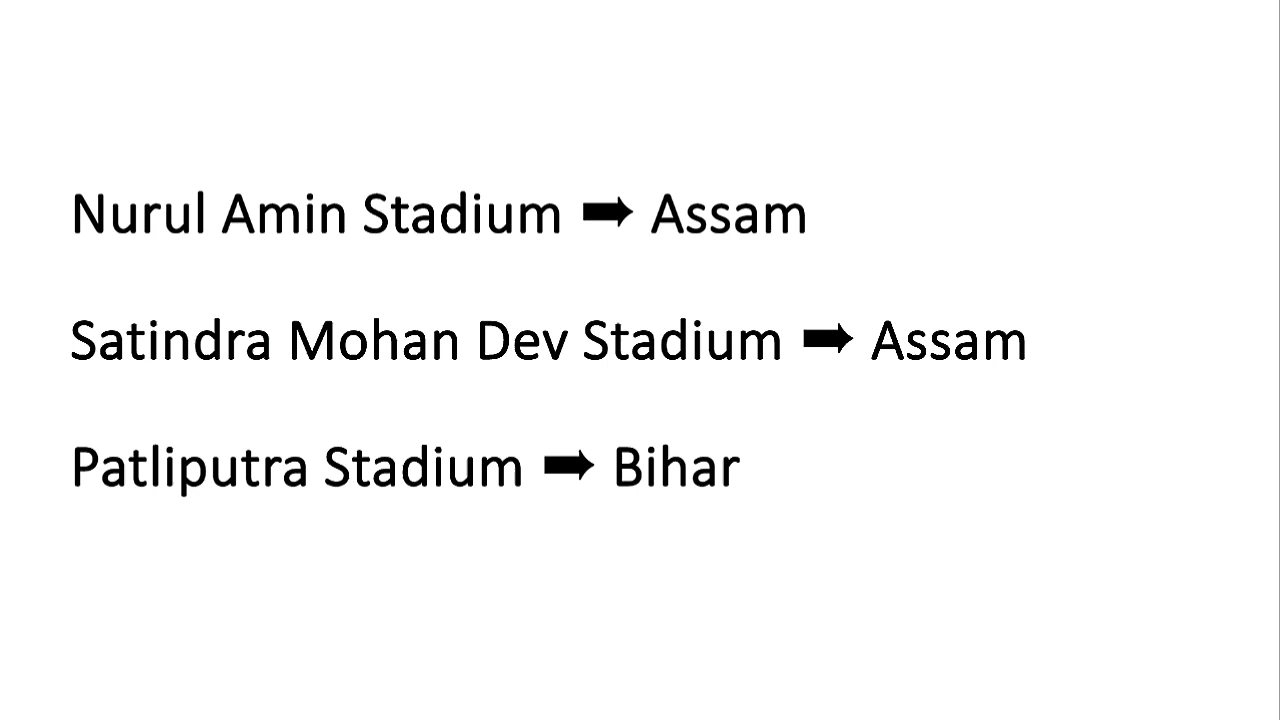 Nurul Amin Stadium ➡ Assam
Satindra Mohan Dev Stadium ➡ Assam
Patliputra Stadium ➡ Bihar